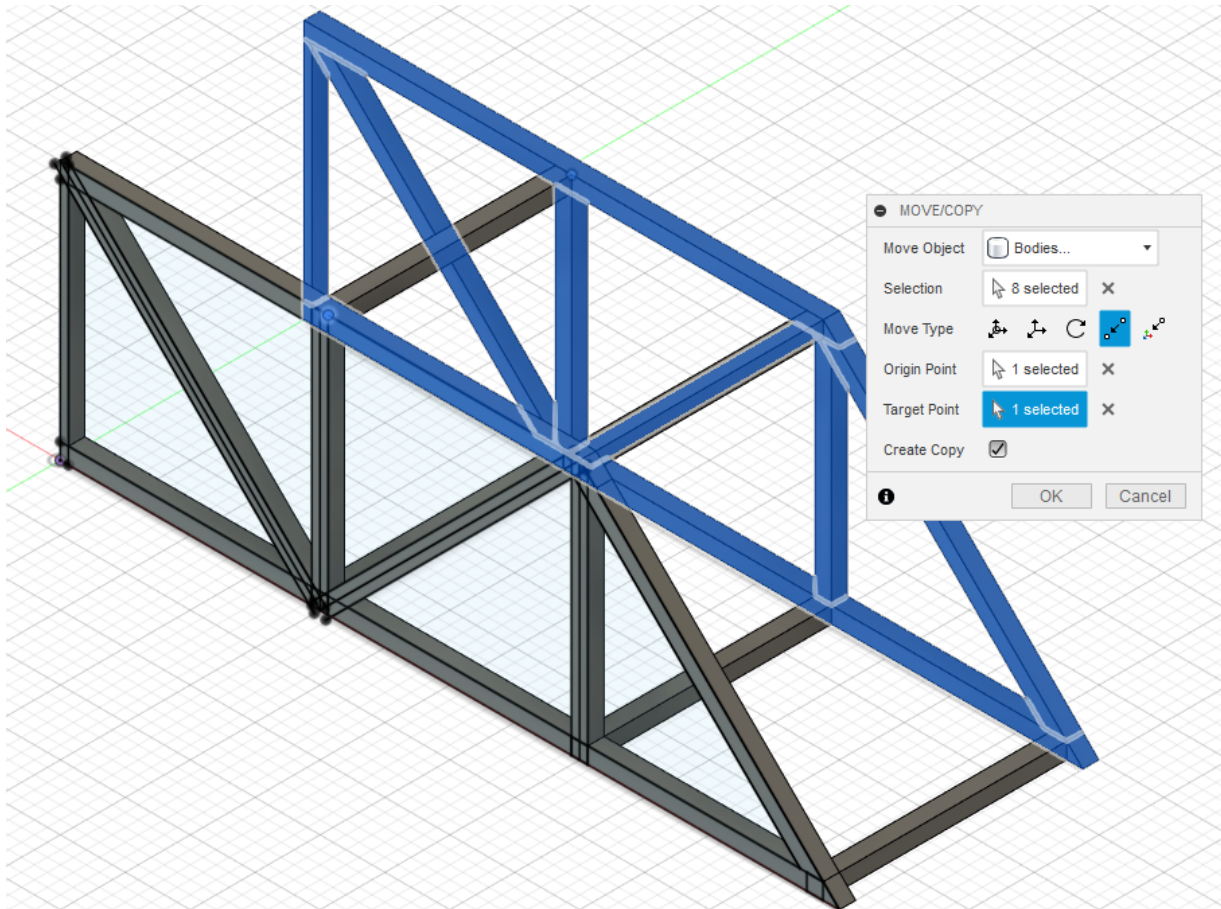 MOVE/COPY
Move Object Bodies...
Selection 8 selected
Move Type
Origin Point 1 selected
Target Point 1 selected
Create Copy
OK Cancel